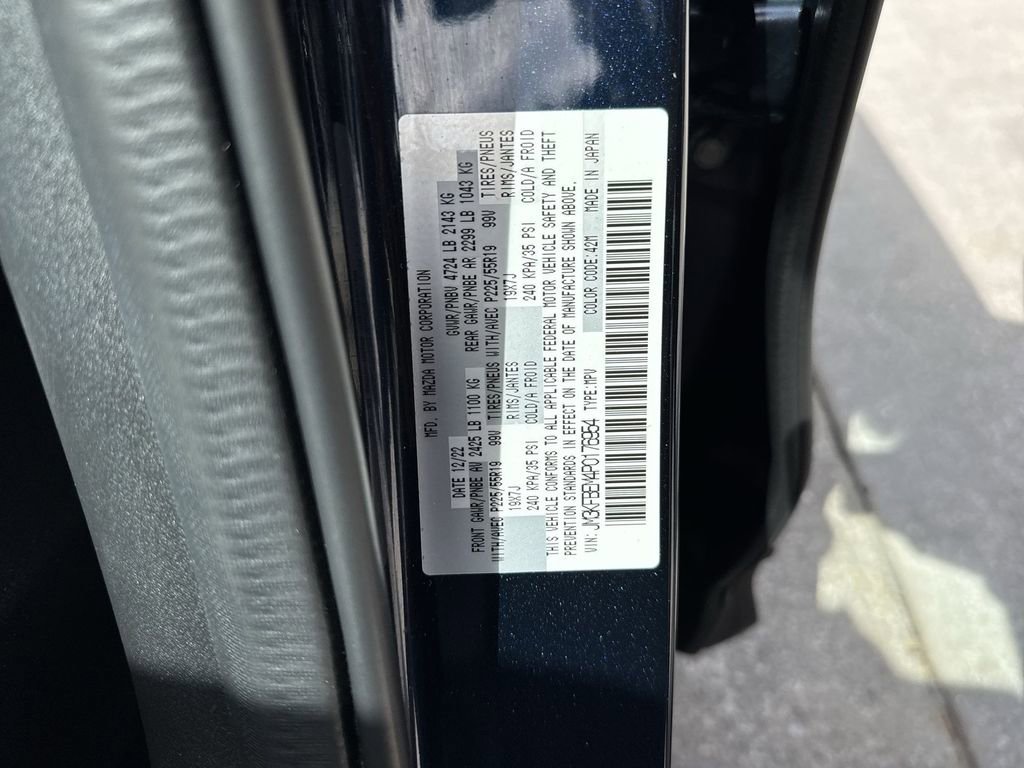 MFD. BY MAZDA MOTOR CORPORATION
DATE 12/22 GVWR/PNBV 4724 LB 2143 KG
FRONT GAWR/PNBE AV 2425 LB 1100 KG REAR GAWR/PNBE AR 2299 LB 1043 KG
WITH/AVEC P225/55R19 99V TIRES/PNEUS WITH/AVEC P225/55R19 99V TIRES/PNEUS
19X7J RIMS/JANTES 19X7J RIMS/JANTES
240 KPA/35 PSI COLD/A FROID 240 KPA/35 PSI COLD/A FROID
THIS VEHICLE CONFORMS TO ALL APPLICABLE FEDERAL MOTOR VEHICLE SAFETY AND THEFT
PREVENTION STANDARDS IN EFFECT ON THE DATE OF MANUFACTURE SHOWN ABOVE.
VIN: JM3KFBEM4P0176954 TYPE:MPV COLOR CODE:42M MADE IN JAPAN